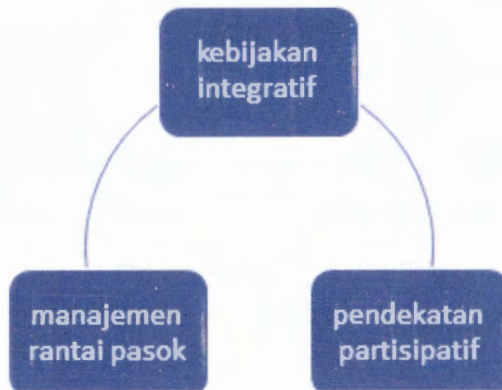 kebijakan
integratif
manajemen
rantai pasok
pendekatan
partisipatif